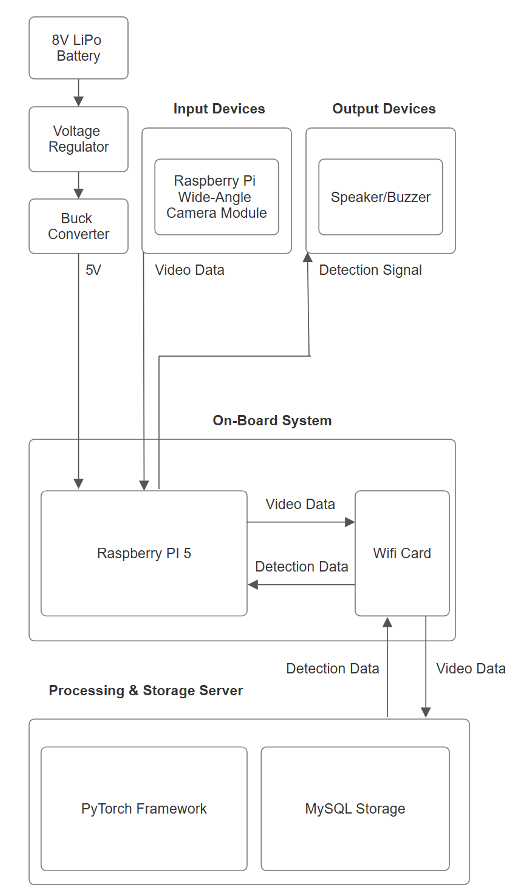 8V LiPo
Battery
Voltage
Regulator
Buck
Converter
5V
Input Devices
Raspberry Pi
Wide-Angle
Camera Module
Video Data
Output Devices
Speaker/Buzzer
Detection Signal
On-Board System
Raspberry PI 5
Video Data
Detection Data
Wifi Card
Detection Data
Video Data
Processing & Storage Server
PyTorch Framework
MySQL Storage